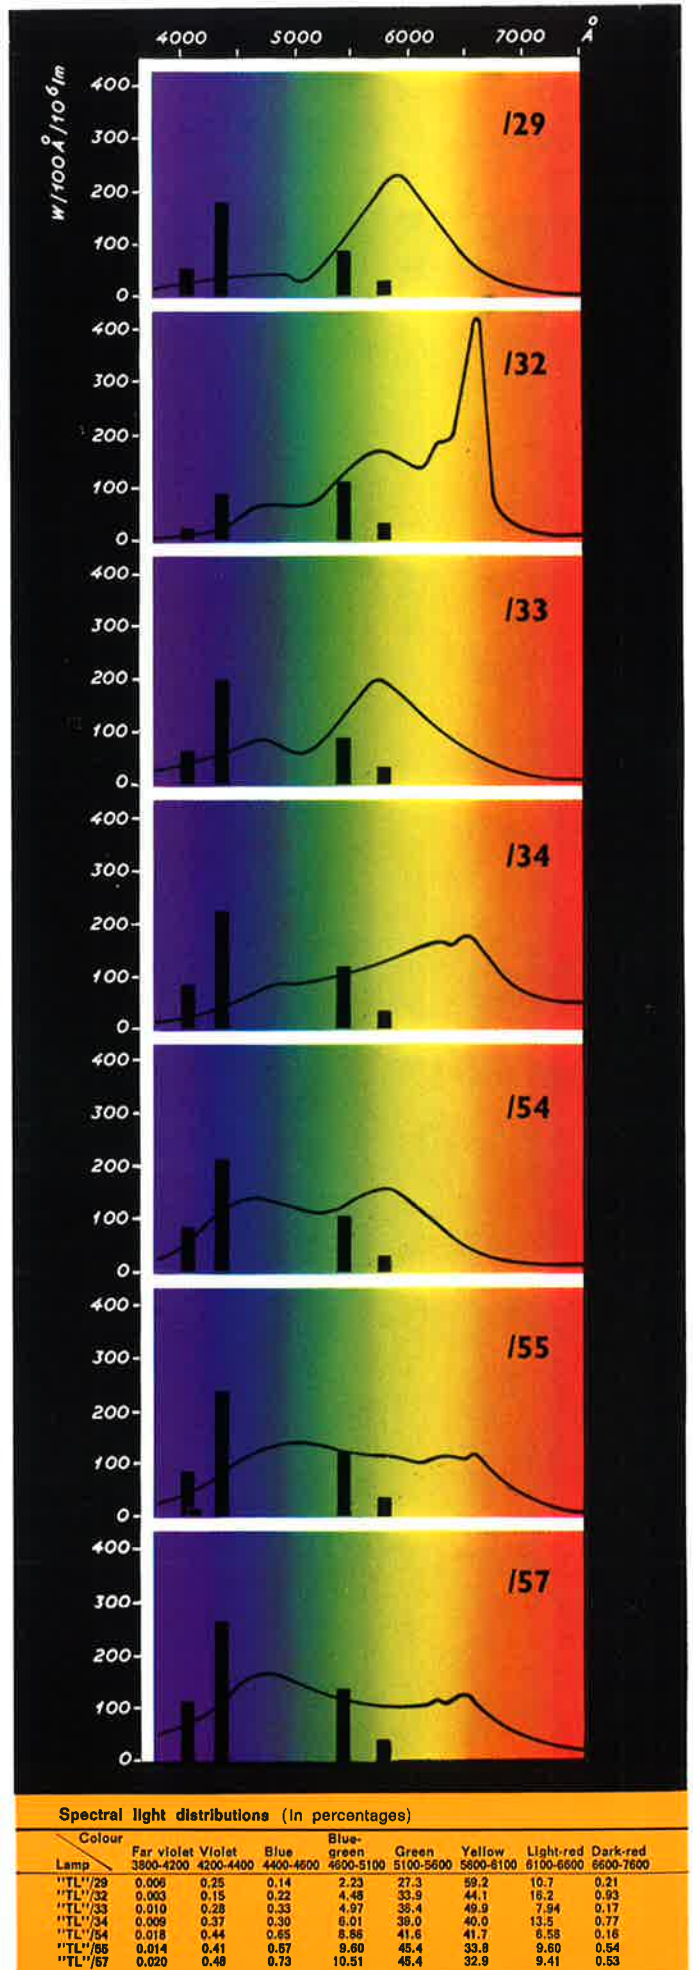 4000 5000 6000 7000 Å
W/100Å/10⁶lm
400
300
200
100
0
/29
400
300
200
100
0
/32
400
300
200
100
0
/33
400
300
200
100
0
/34
400
300
200
100
0
/54
400
300
200
100
0
/55
400
300
200
100
0
/57
Spectral light distributions (in percentages)
Colour
Lamp
Far violet 3800-4200
Violet 4200-4400
Blue 4400-4600
Blue-green 4600-5100
Green 5100-5600
Yellow 5600-6100
Light-red 6100-6600
Dark-red 6600-7600
"TL"/29 0.006 0.25 0.14 2.23 27.3 59.2 10.7 0.21
"TL"/32 0.003 0.15 0.22 4.48 33.9 44.1 16.2 0.93
"TL"/33 0.010 0.28 0.33 4.97 36.4 49.9 7.94 0.17
"TL"/34 0.009 0.37 0.30 6.01 39.0 40.0 13.5 0.77
"TL"/54 0.018 0.44 0.65 8.86 41.6 41.7 6.58 0.16
"TL"/55 0.014 0.41 0.57 9.60 45.4 33.8 9.60 0.54
"TL"/57 0.020 0.48 0.73 10.51 45.4 32.9 9.41 0.53